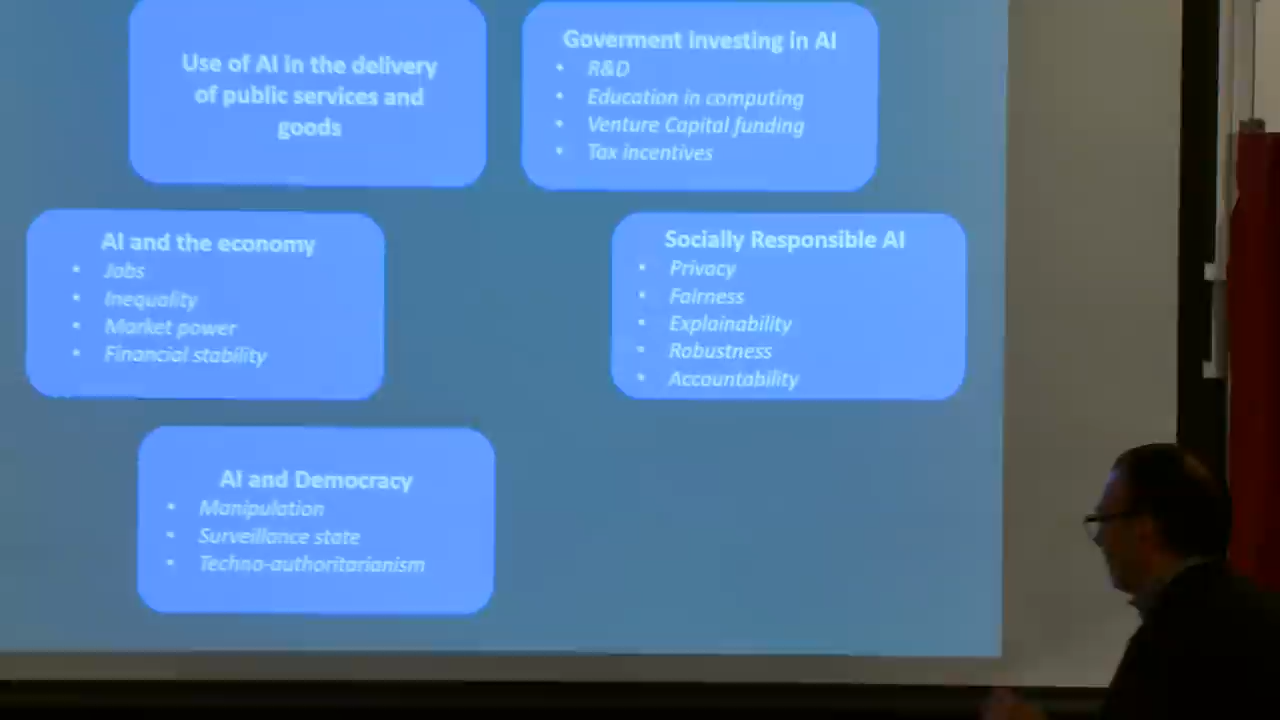 Use of AI in the delivery
of public services and
goods
Goverment investing in AI
• R&D
• Education in computing
• Venture Capital funding
• Tax incentives
AI and the economy
• Jobs
• Inequality
• Market power
• Financial stability
Socially Responsible AI
• Privacy
• Fairness
• Explainability
• Robustness
• Accountability
AI and Democracy
• Manipulation
• Surveillance state
• Techno-authoritarianism